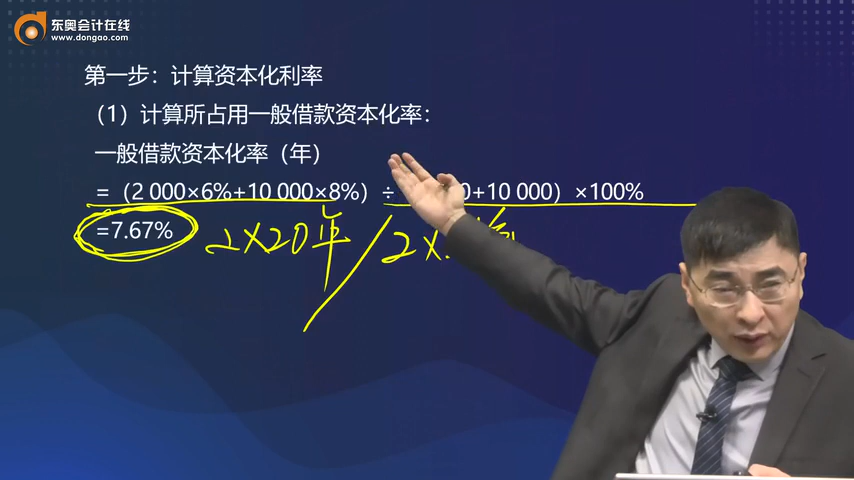 东奥会计在线
www.dongao.com
第一步：计算资本化利率
（1）计算所占用一般借款资本化率：
一般借款资本化率（年）
=（2 000×6%+10 000×8%）÷ 0+10 000）×100%
=7.67% 2×20年/2×